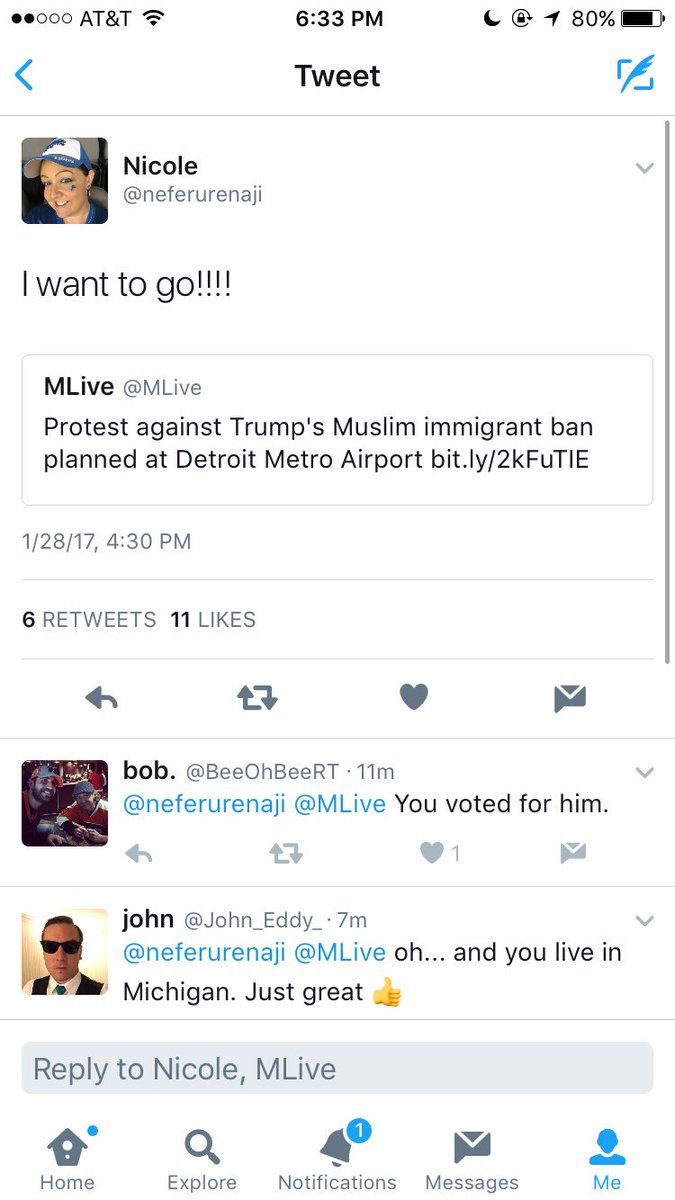 AT&T 6:33 PM 80%
Tweet
Nicole
@neferurenaji
I want to go!!!!
MLive @MLive
Protest against Trump's Muslim immigrant ban
planned at Detroit Metro Airport bit.ly/2kFuTlE
1/28/17, 4:30 PM
6 RETWEETS 11 LIKES
bob. @BeeOhBeeRT · 11m
@neferurenaji @MLive You voted for him.
1
john @John_Eddy_ · 7m
@neferurenaji @MLive oh... and you live in
Michigan. Just great 👍
Reply to Nicole, MLive
1
Home Explore Notifications Messages Me